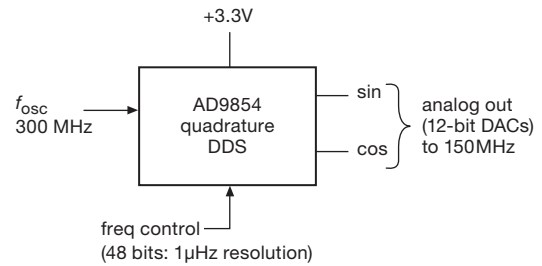 +3.3V
fosc
300 MHz
AD9854
quadrature
DDS
sin
cos
analog out
(12-bit DACs)
to 150MHz
freq control
(48 bits: 1μHz resolution)